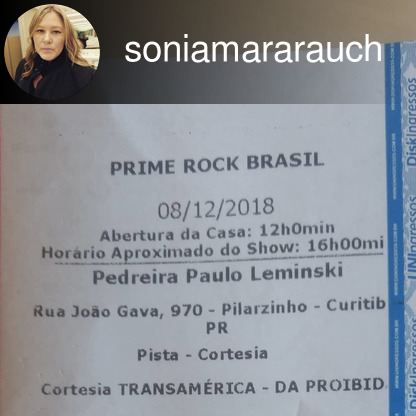 soniamararauch
PRIME ROCK BRASIL
08/12/2018
Abertura da Casa: 12h0min
Horário Aproximado do Show: 16h00mi
Pedreira Paulo Leminski
Rua João Gava, 970 - Pilarzinho - Curitib
PR
Pista - Cortesia
Cortesia TRANSAMÉRICA - DA PROIBID
DiskIngressos
UNIngressos
DiskIngressos